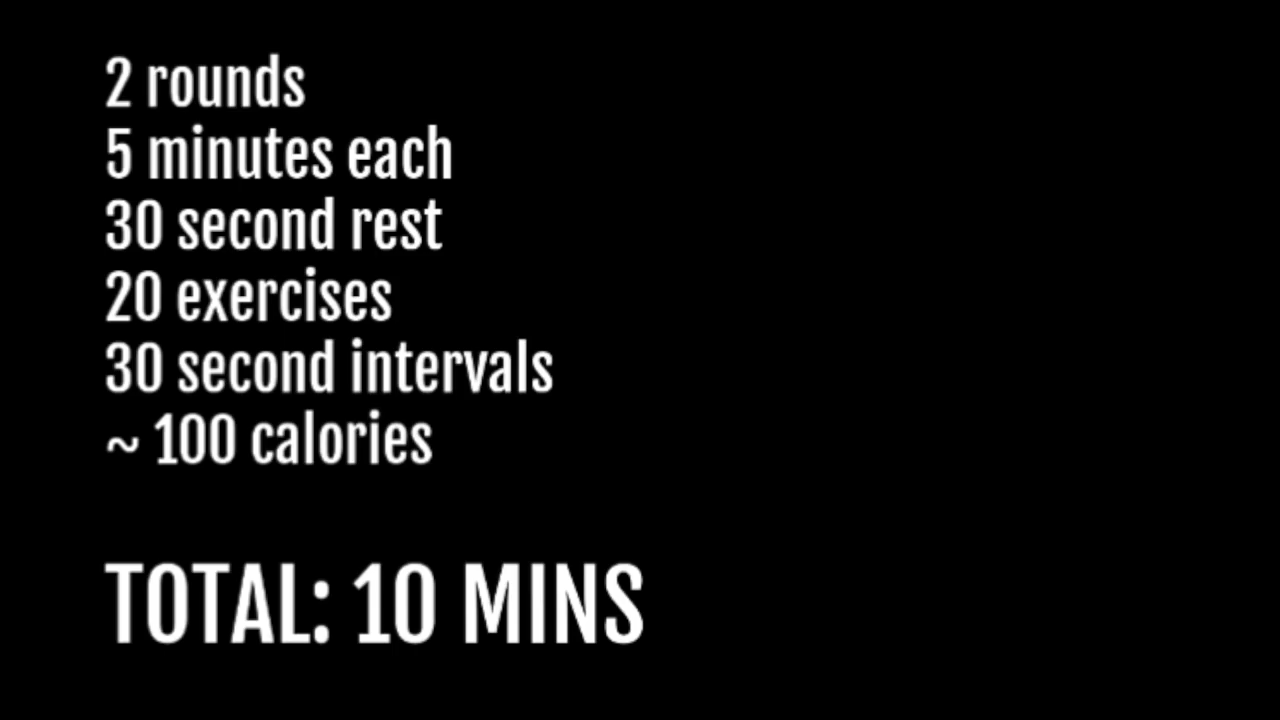 2 rounds
5 minutes each
30 second rest
20 exercises
30 second intervals
~ 100 calories
TOTAL: 10 MINS